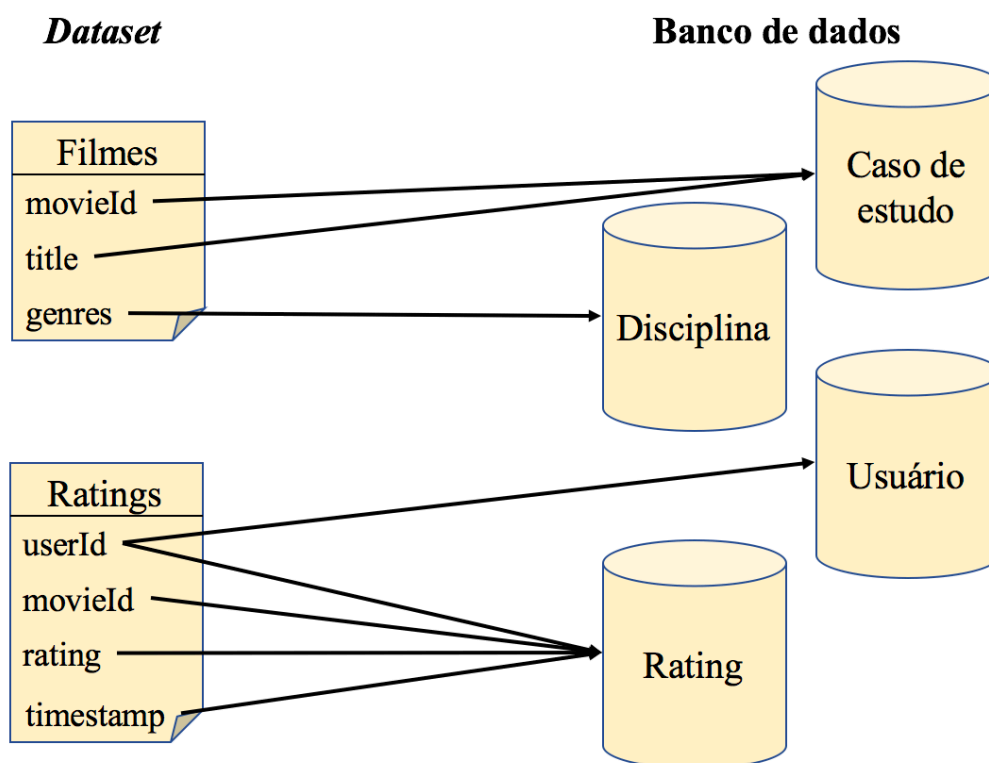 Dataset
Banco de dados
Filmes
movieId
title
genres
Caso de
estudo
Disciplina
Usuário
Ratings
userId
movieId
rating
timestamp
Rating